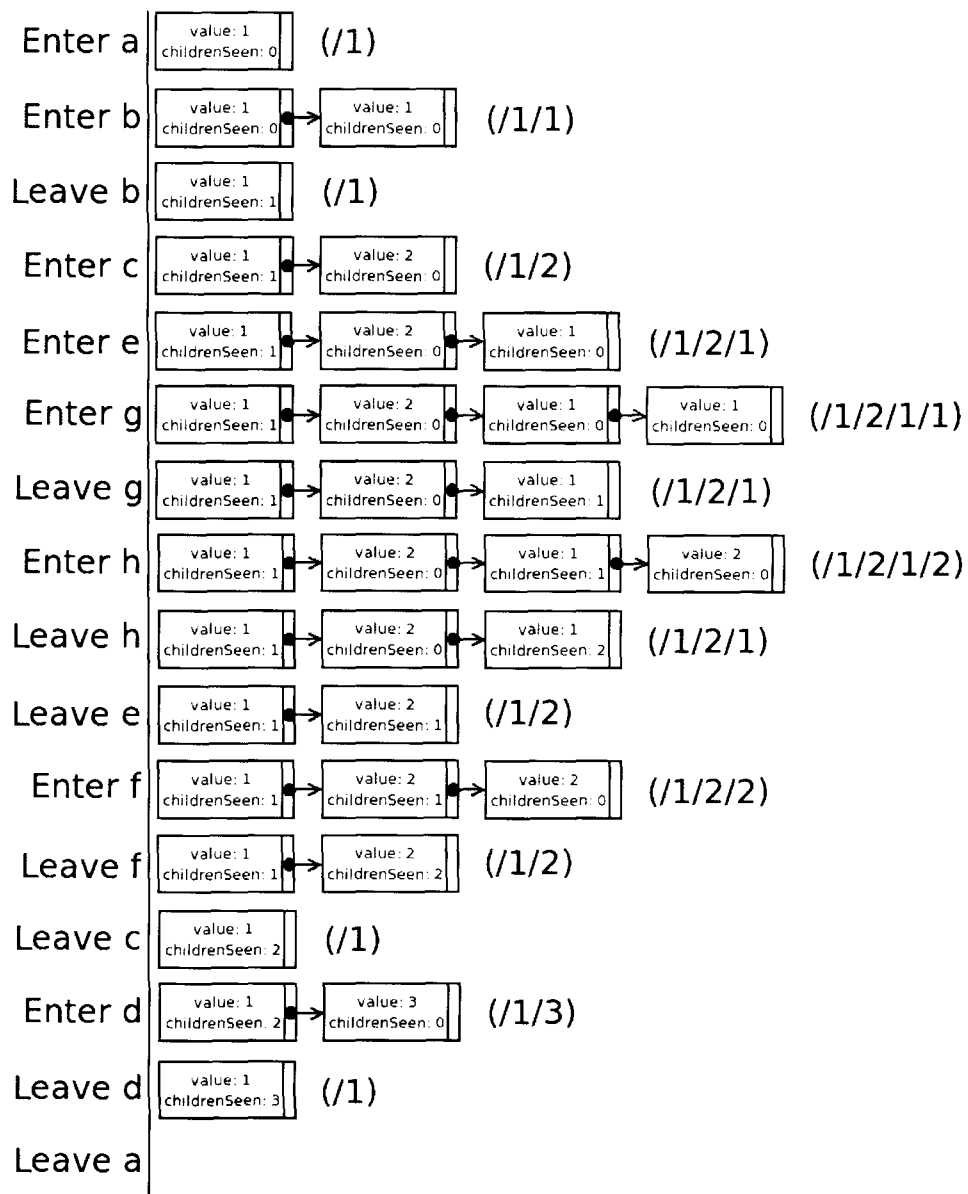 Enter a
value: 1
childrenSeen: 0
(/1)
Enter b
value: 1
childrenSeen: 0
value: 1
childrenSeen: 0
(/1/1)
Leave b
value: 1
childrenSeen: 1
(/1)
Enter c
value: 1
childrenSeen: 1
value: 2
childrenSeen: 0
(/1/2)
Enter e
value: 1
childrenSeen: 1
value: 2
childrenSeen: 0
value: 1
childrenSeen: 0
(/1/2/1)
Enter g
value: 1
childrenSeen: 1
value: 2
childrenSeen: 0
value: 1
childrenSeen: 0
value: 1
childrenSeen: 0
(/1/2/1/1)
Leave g
value: 1
childrenSeen: 1
value: 2
childrenSeen: 0
value: 1
childrenSeen: 1
(/1/2/1)
Enter h
value: 1
childrenSeen: 1
value: 2
childrenSeen: 0
value: 1
childrenSeen: 1
value: 2
childrenSeen: 0
(/1/2/1/2)
Leave h
value: 1
childrenSeen: 1
value: 2
childrenSeen: 0
value: 1
childrenSeen: 2
(/1/2/1)
Leave e
value: 1
childrenSeen: 1
value: 2
childrenSeen: 1
(/1/2)
Enter f
value: 1
childrenSeen: 1
value: 2
childrenSeen: 1
value: 2
childrenSeen: 0
(/1/2/2)
Leave f
value: 1
childrenSeen: 1
value: 2
childrenSeen: 2
(/1/2)
Leave c
value: 1
childrenSeen: 2
(/1)
Enter d
value: 1
childrenSeen: 2
value: 3
childrenSeen: 0
(/1/3)
Leave d
value: 1
childrenSeen: 3
(/1)
Leave a